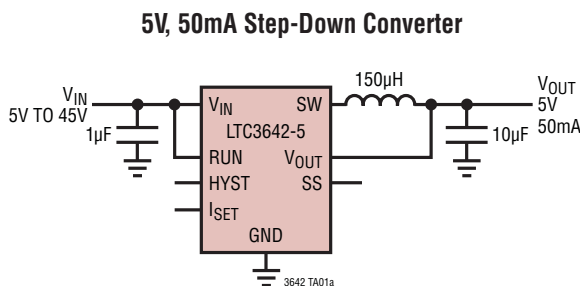 5V, 50mA Step-Down Converter
VIN
5V TO 45V
1µF
VIN
RUN
HYST
ISET
LTC3642-5
SW
VOUT
SS
GND
150µH
10µF
VOUT
5V
50mA
3642 TA01a